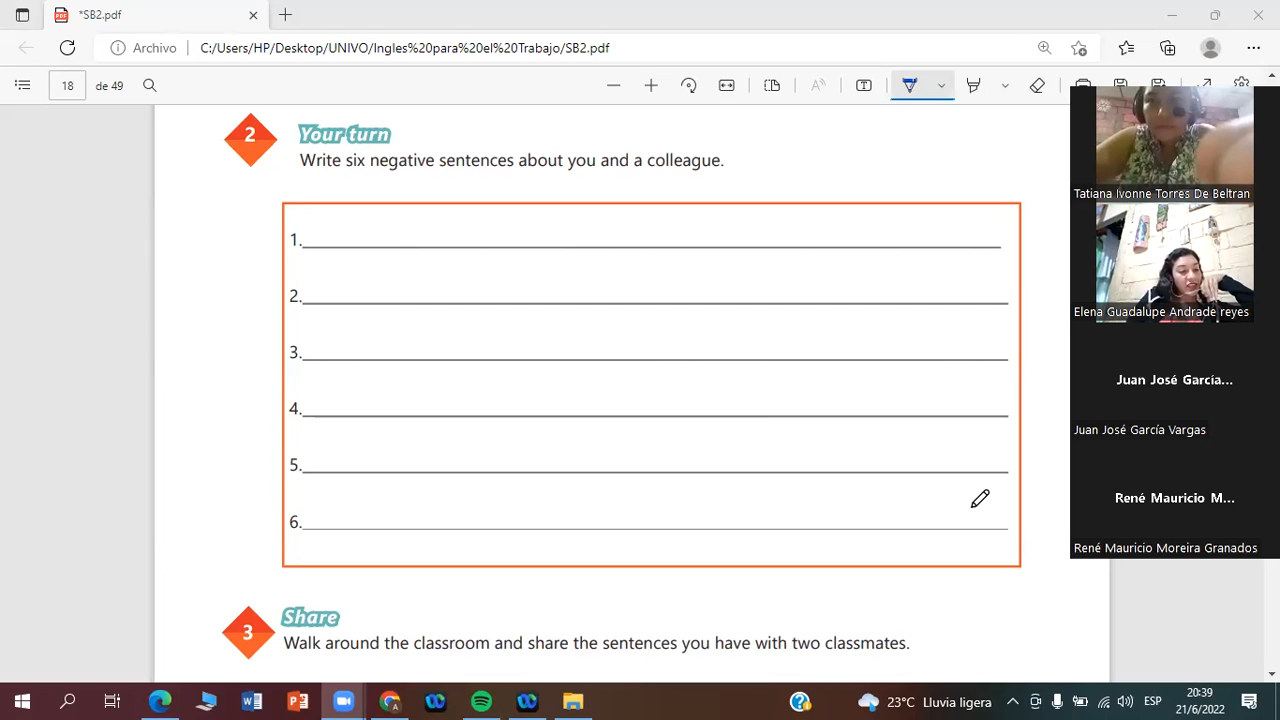 *SB2.pdf
Archivo
C:/Users/HP/Desktop/UNIVO/Ingles%20para%20el%20Trabajo/SB2.pdf
18
de 49
2
Your turn
Write six negative sentences about you and a colleague.
1.
2.
3.
4.
5.
6.
3
Share
Walk around the classroom and share the sentences you have with two classmates.
Tatiana Ivonne Torres De Beltran
Elena Guadalupe Andrade reyes
Juan José García...
Juan José García Vargas
René Mauricio M...
René Mauricio Moreira Granados
23°C Lluvia ligera
ESP
20:39
21/6/2022